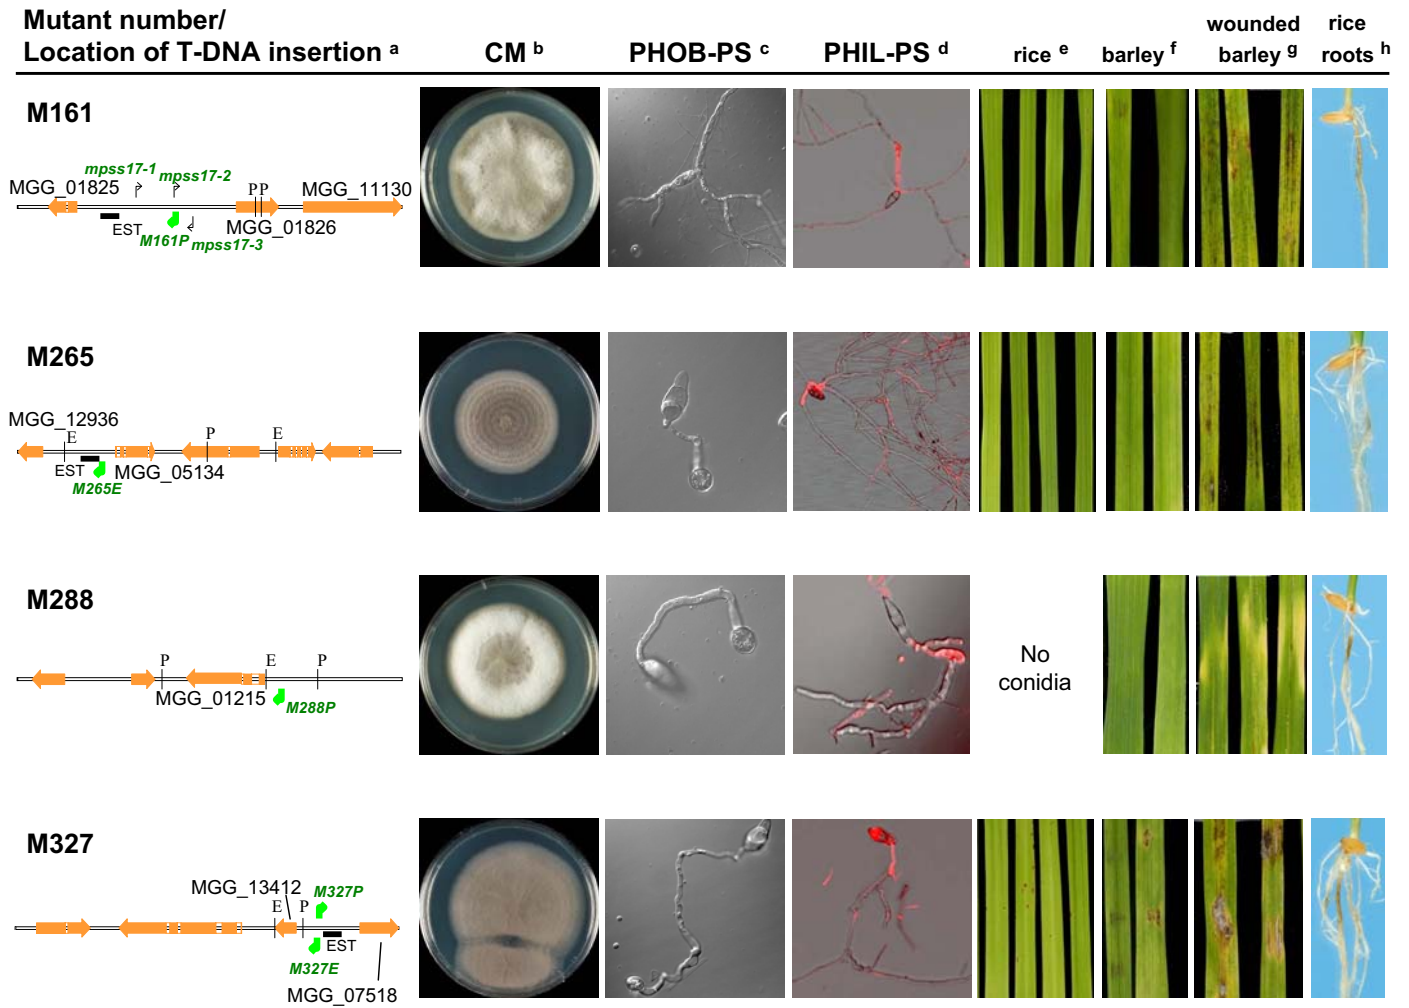 Mutant number/
Location of T-DNA insertion a
CM b
PHOB-PS c
PHIL-PS d
rice e
barley f
wounded
barley g
rice
roots h
M161
mpss17-1
mpss17-2
MGG_01825
P P
MGG_11130
EST
M161P
mpss17-3
MGG_01826
M265
MGG_12936
E
P
E
EST
M265E
MGG_05134
M288
P
E
P
MGG_01215
M288P
No
conidia
M327
MGG_13412
M327P
E P
EST
M327E
MGG_07518